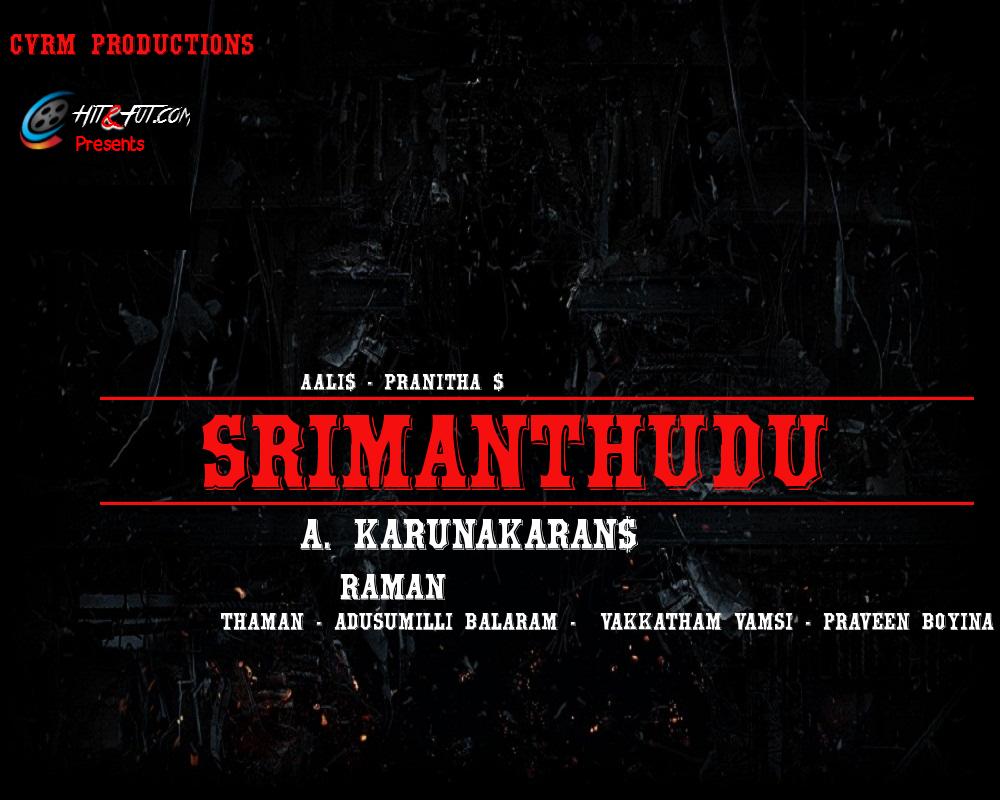 CVRM PRODUCTIONS
HIT&FUT.COM
Presents
AALI$ - PRANITHA $
SRIMANTHUDU
A. KARUNAKARAN$
RAMAN
THAMAN - ADUSUMILLI BALARAM - VAKKATHAM VAMSI - PRAVEEN BOYINA